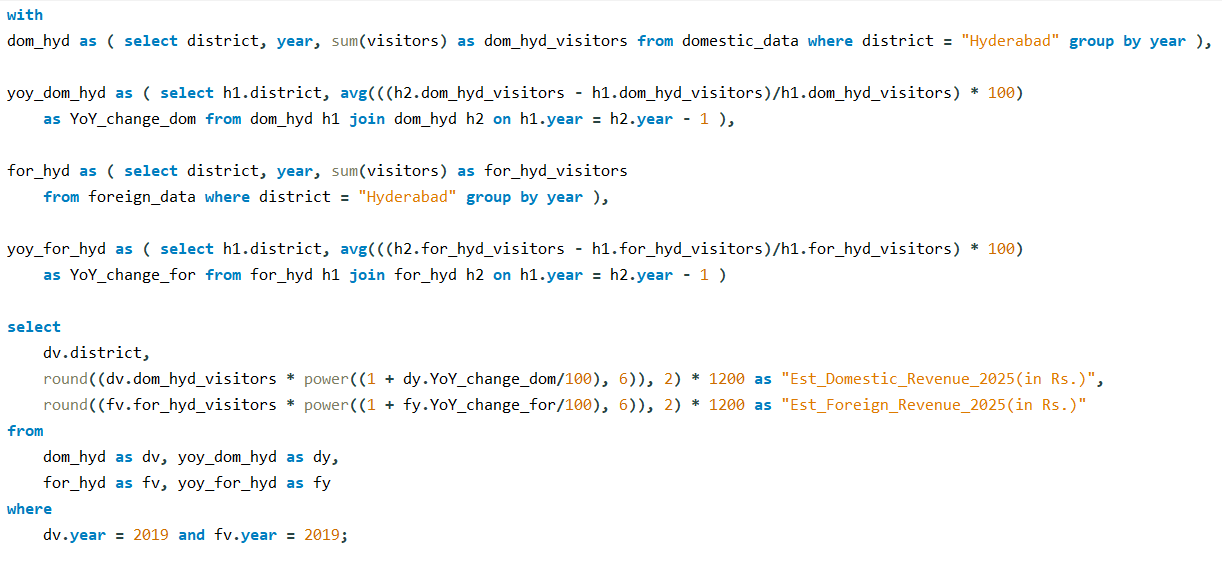 with
dom_hyd as ( select district, year, sum(visitors) as dom_hyd_visitors from domestic_data where district = "Hyderabad" group by year ),
yoy_dom_hyd as ( select h1.district, avg(((h2.dom_hyd_visitors - h1.dom_hyd_visitors)/h1.dom_hyd_visitors) * 100)
as YoY_change_dom from dom_hyd h1 join dom_hyd h2 on h1.year = h2.year - 1 ),
for_hyd as ( select district, year, sum(visitors) as for_hyd_visitors
from foreign_data where district = "Hyderabad" group by year ),
yoy_for_hyd as ( select h1.district, avg(((h2.for_hyd_visitors - h1.for_hyd_visitors)/h1.for_hyd_visitors) * 100)
as YoY_change_for from for_hyd h1 join for_hyd h2 on h1.year = h2.year - 1 )
select
dv.district,
round((dv.dom_hyd_visitors * power((1 + dy.YoY_change_dom/100), 6)), 2) * 1200 as "Est_Domestic_Revenue_2025(in Rs.)",
round((fv.for_hyd_visitors * power((1 + fy.YoY_change_for/100), 6)), 2) * 1200 as "Est_Foreign_Revenue_2025(in Rs.)"
from
dom_hyd as dv, yoy_dom_hyd as dy,
for_hyd as fv, yoy_for_hyd as fy
where
dv.year = 2019 and fv.year = 2019;